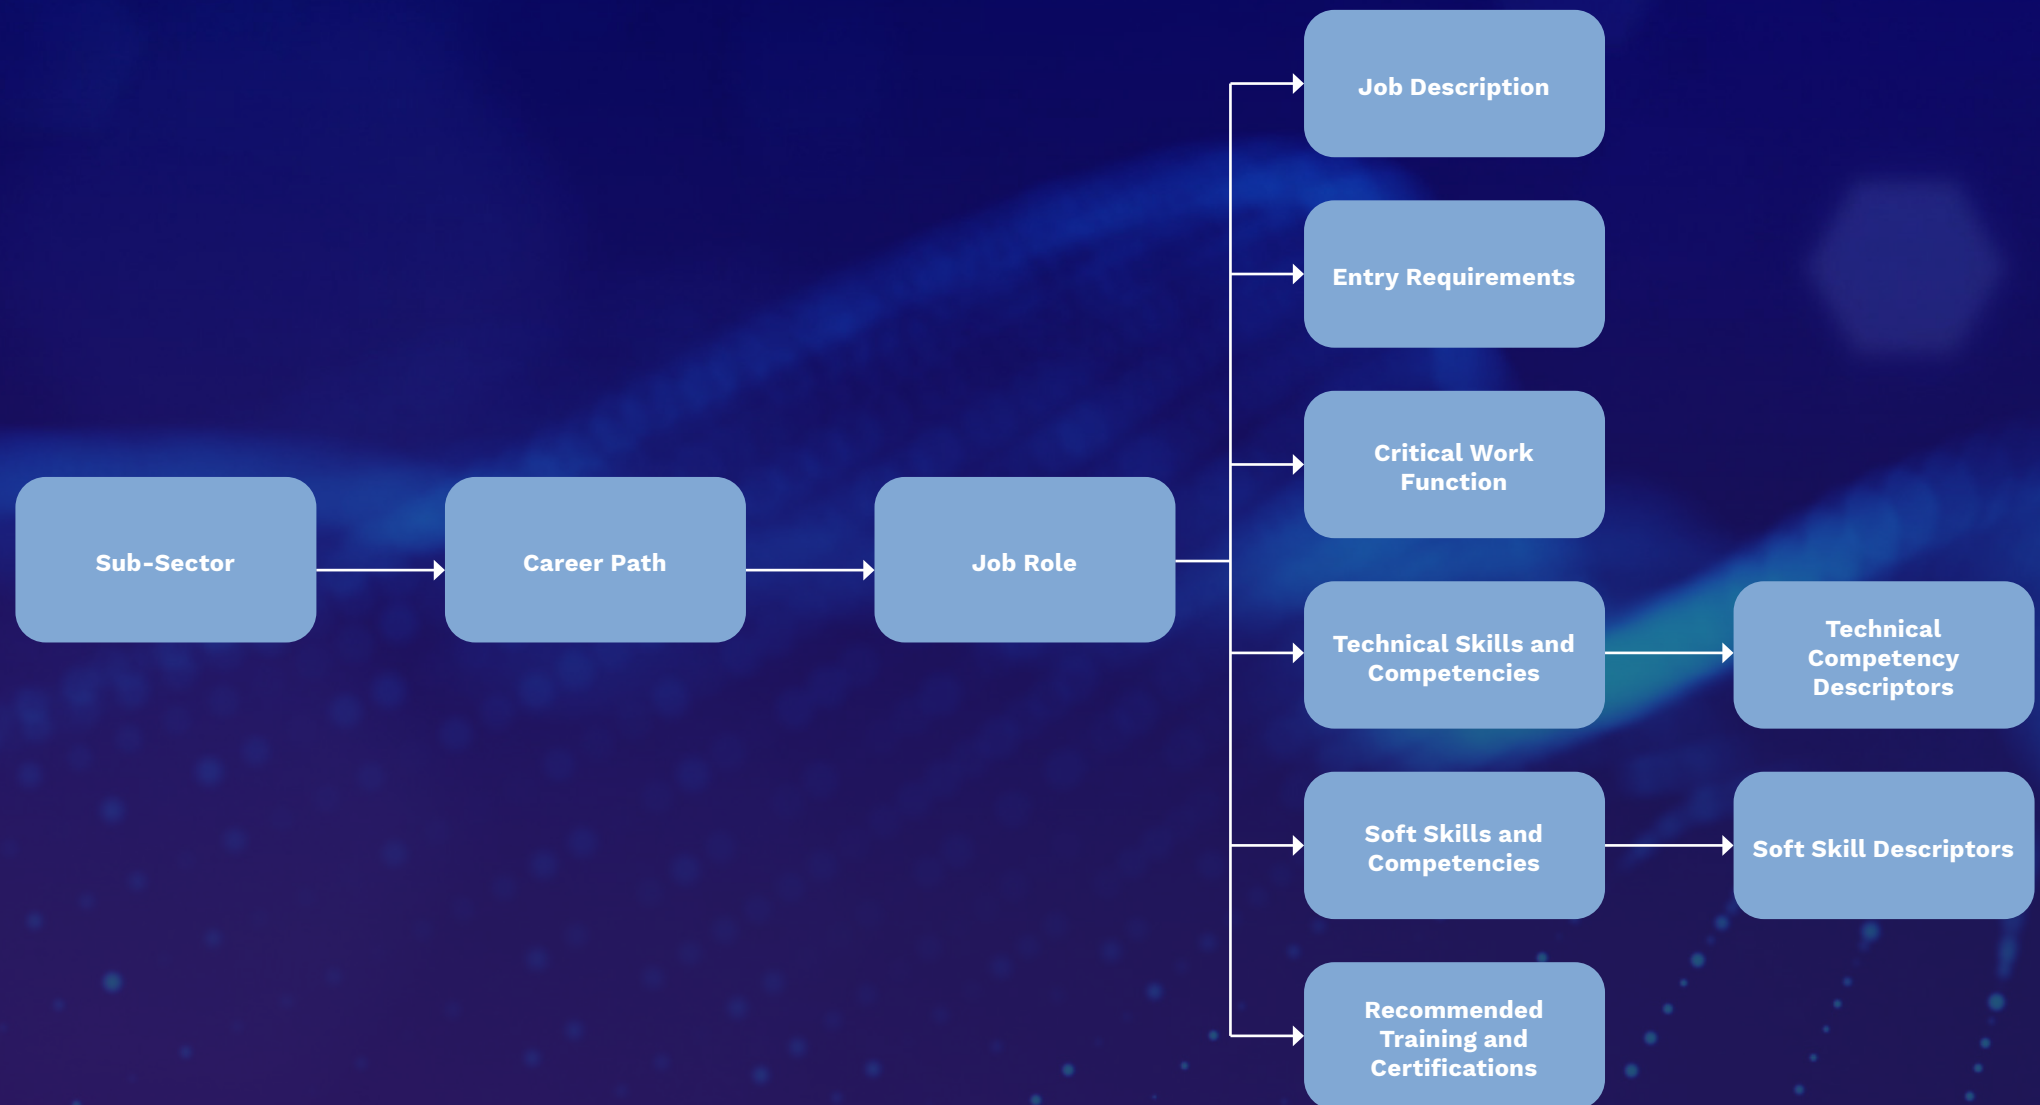 Job Description
Entry Requirements
Critical Work
Function
Sub-Sector
Career Path
Job Role
Technical Skills and
Competencies
Technical
Competency
Descriptors
Soft Skills and
Competencies
Soft Skill Descriptors
Recommended
Training and
Certifications